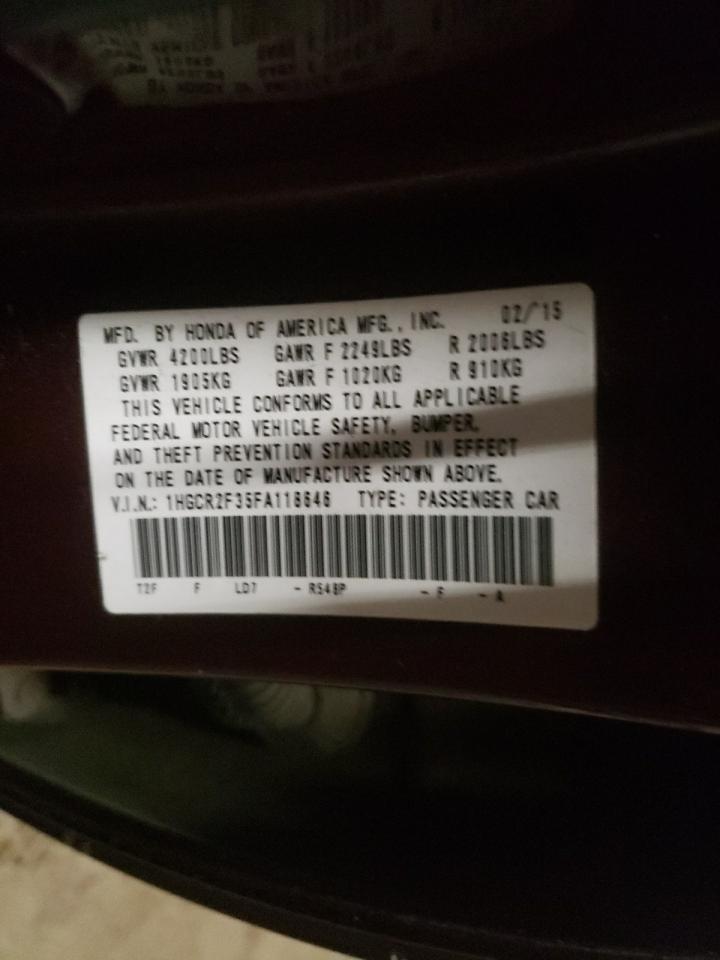 MFD. BY HONDA OF AMERICA MFG., INC. 02/15
GVWR 4200LBS GAWR F 2249LBS R 2006LBS
GVWR 1905KG GAWR F 1020KG R 910KG
THIS VEHICLE CONFORMS TO ALL APPLICABLE
FEDERAL MOTOR VEHICLE SAFETY, BUMPER,
AND THEFT PREVENTION STANDARDS IN EFFECT
ON THE DATE OF MANUFACTURE SHOWN ABOVE.
V.I.N.: 1HGCR2F35FA118646 TYPE: PASSENGER CAR
T2F F LD7 - R548P - F - A